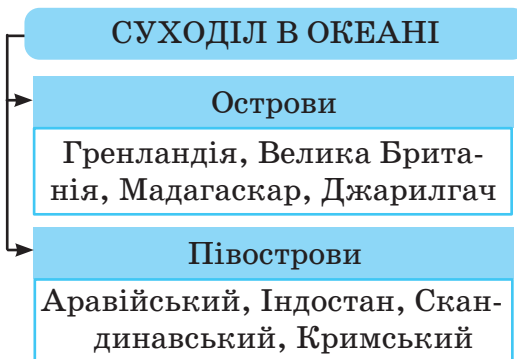 СУХОДІЛ В ОКЕАНІ
Острови
Гренландія, Велика Брита-
нія, Мадагаскар, Джарилгач
Півострови
Аравійський, Індостан, Скан-
динавський, Кримський